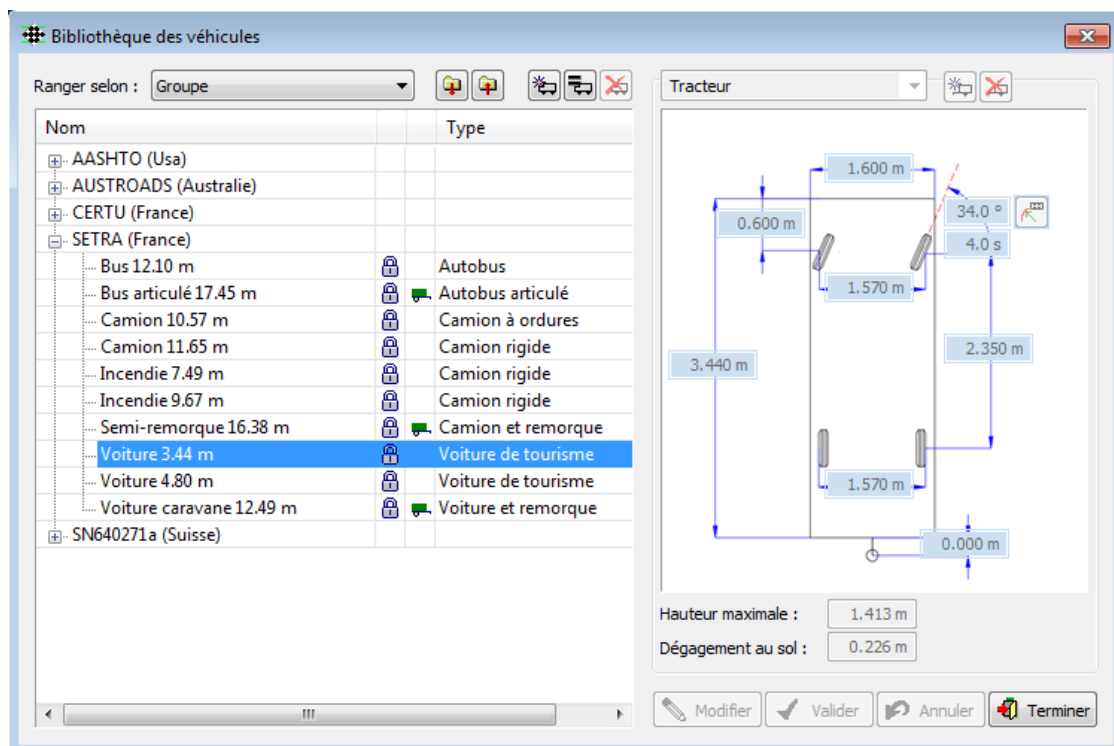 Bibliothèque des véhicules
Ranger selon : Groupe
Nom Type
AASHTO (Usa)
AUSTROADS (Australie)
CERTU (France)
SETRA (France)
Bus 12.10 m Autobus
Bus articulé 17.45 m Autobus articulé
Camion 10.57 m Camion à ordures
Camion 11.65 m Camion rigide
Incendie 7.49 m Camion rigide
Incendie 9.67 m Camion rigide
Semi-remorque 16.38 m Camion et remorque
Voiture 3.44 m Voiture de tourisme
Voiture 4.80 m Voiture de tourisme
Voiture caravane 12.49 m Voiture et remorque
SN640271a (Suisse)
Tracteur
1.600 m
0.600 m
34.0 °
4.0 s
1.570 m
3.440 m
2.350 m
1.570 m
0.000 m
Hauteur maximale : 1.413 m
Dégagement au sol : 0.226 m
Modifier Valider Annuler Terminer